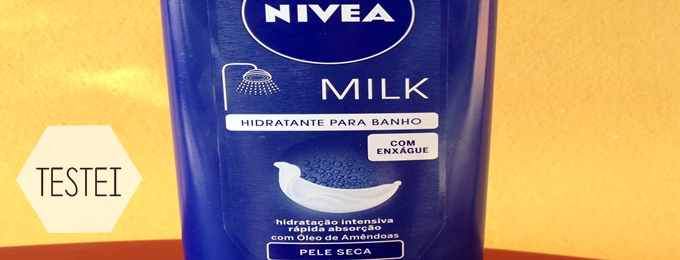 NIVEA
MILK
HIDRATANTE PARA BANHO
COM
ENXÁGUE
TESTEI
hidratação intensiva
rápida absorção
com Óleo de Amêndoas
PELE SECA